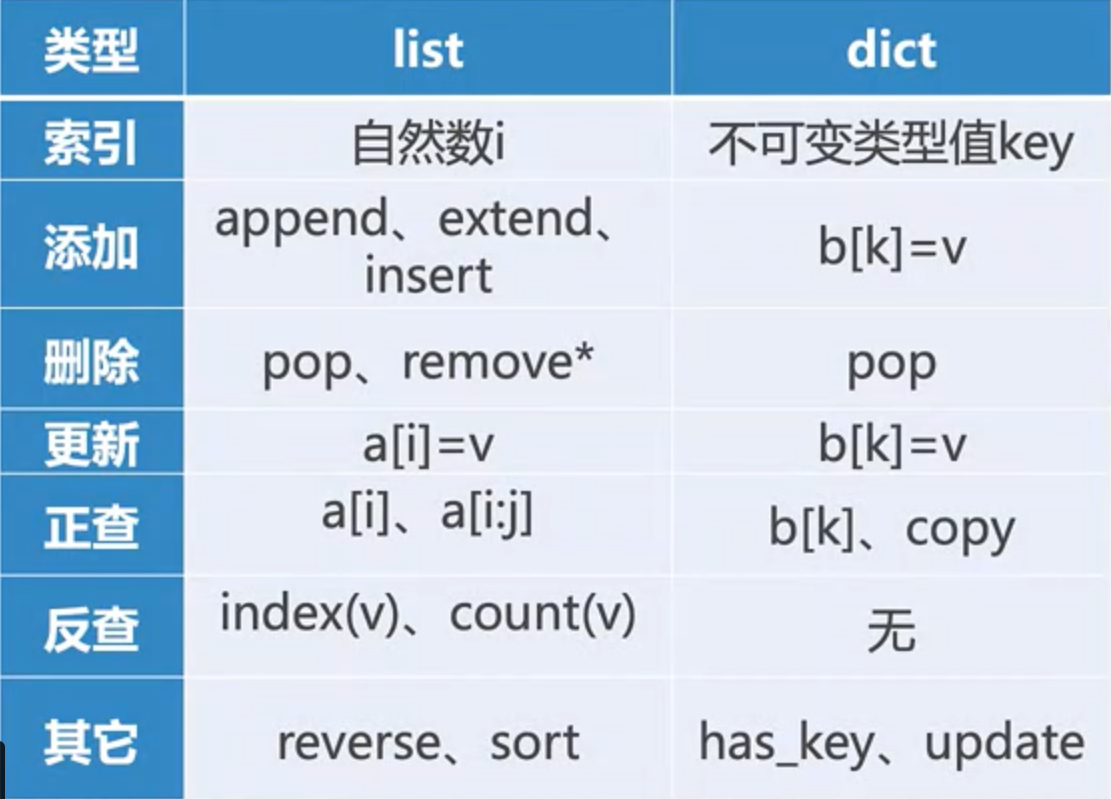 类型 list dict
索引 自然数i 不可变类型值key
添加 append、extend、
insert b[k]=v
删除 pop、remove* pop
更新 a[i]=v b[k]=v
正查 a[i]、a[i:j] b[k]、copy
反查 index(v)、count(v) 无
其它 reverse、sort has_key、update